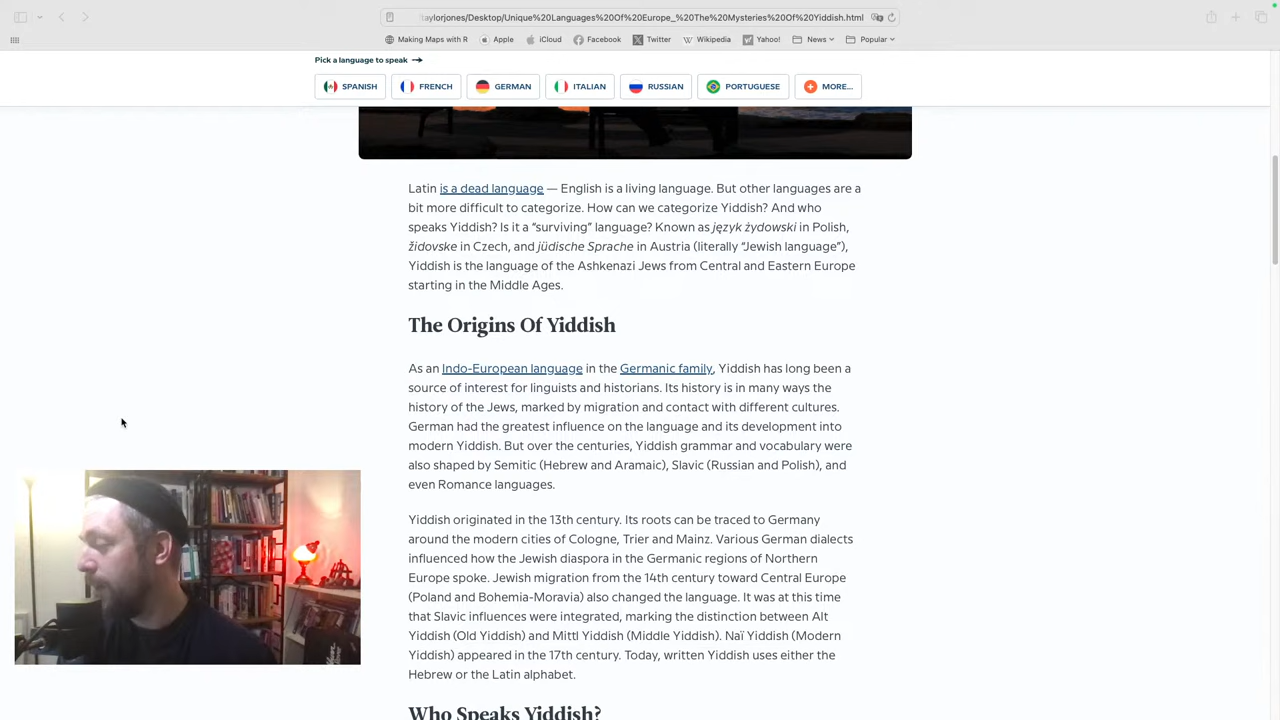 taylorjones/Desktop/Unique%20Languages%20Of%20Europe_%20The%20Mysteries%20Of%20Yiddish.html
Making Maps with R Apple iCloud Facebook Twitter Wikipedia Yahoo! News Popular
Pick a language to speak →
SPANISH FRENCH GERMAN ITALIAN RUSSIAN PORTUGUESE MORE...
Latin is a dead language — English is a living language. But other languages are a
bit more difficult to categorize. How can we categorize Yiddish? And who
speaks Yiddish? Is it a “surviving” language? Known as język żydowski in Polish,
židovske in Czech, and jüdische Sprache in Austria (literally “Jewish language”),
Yiddish is the language of the Ashkenazi Jews from Central and Eastern Europe
starting in the Middle Ages.
The Origins Of Yiddish
As an Indo-European language in the Germanic family, Yiddish has long been a
source of interest for linguists and historians. Its history is in many ways the
history of the Jews, marked by migration and contact with different cultures.
German had the greatest influence on the language and its development into
modern Yiddish. But over the centuries, Yiddish grammar and vocabulary were
also shaped by Semitic (Hebrew and Aramaic), Slavic (Russian and Polish), and
even Romance languages.
Yiddish originated in the 13th century. Its roots can be traced to Germany
around the modern cities of Cologne, Trier and Mainz. Various German dialects
influenced how the Jewish diaspora in the Germanic regions of Northern
Europe spoke. Jewish migration from the 14th century toward Central Europe
(Poland and Bohemia-Moravia) also changed the language. It was at this time
that Slavic influences were integrated, marking the distinction between Alt
Yiddish (Old Yiddish) and Mittl Yiddish (Middle Yiddish). Naï Yiddish (Modern
Yiddish) appeared in the 17th century. Today, written Yiddish uses either the
Hebrew or the Latin alphabet.
Who Speaks Yiddish?